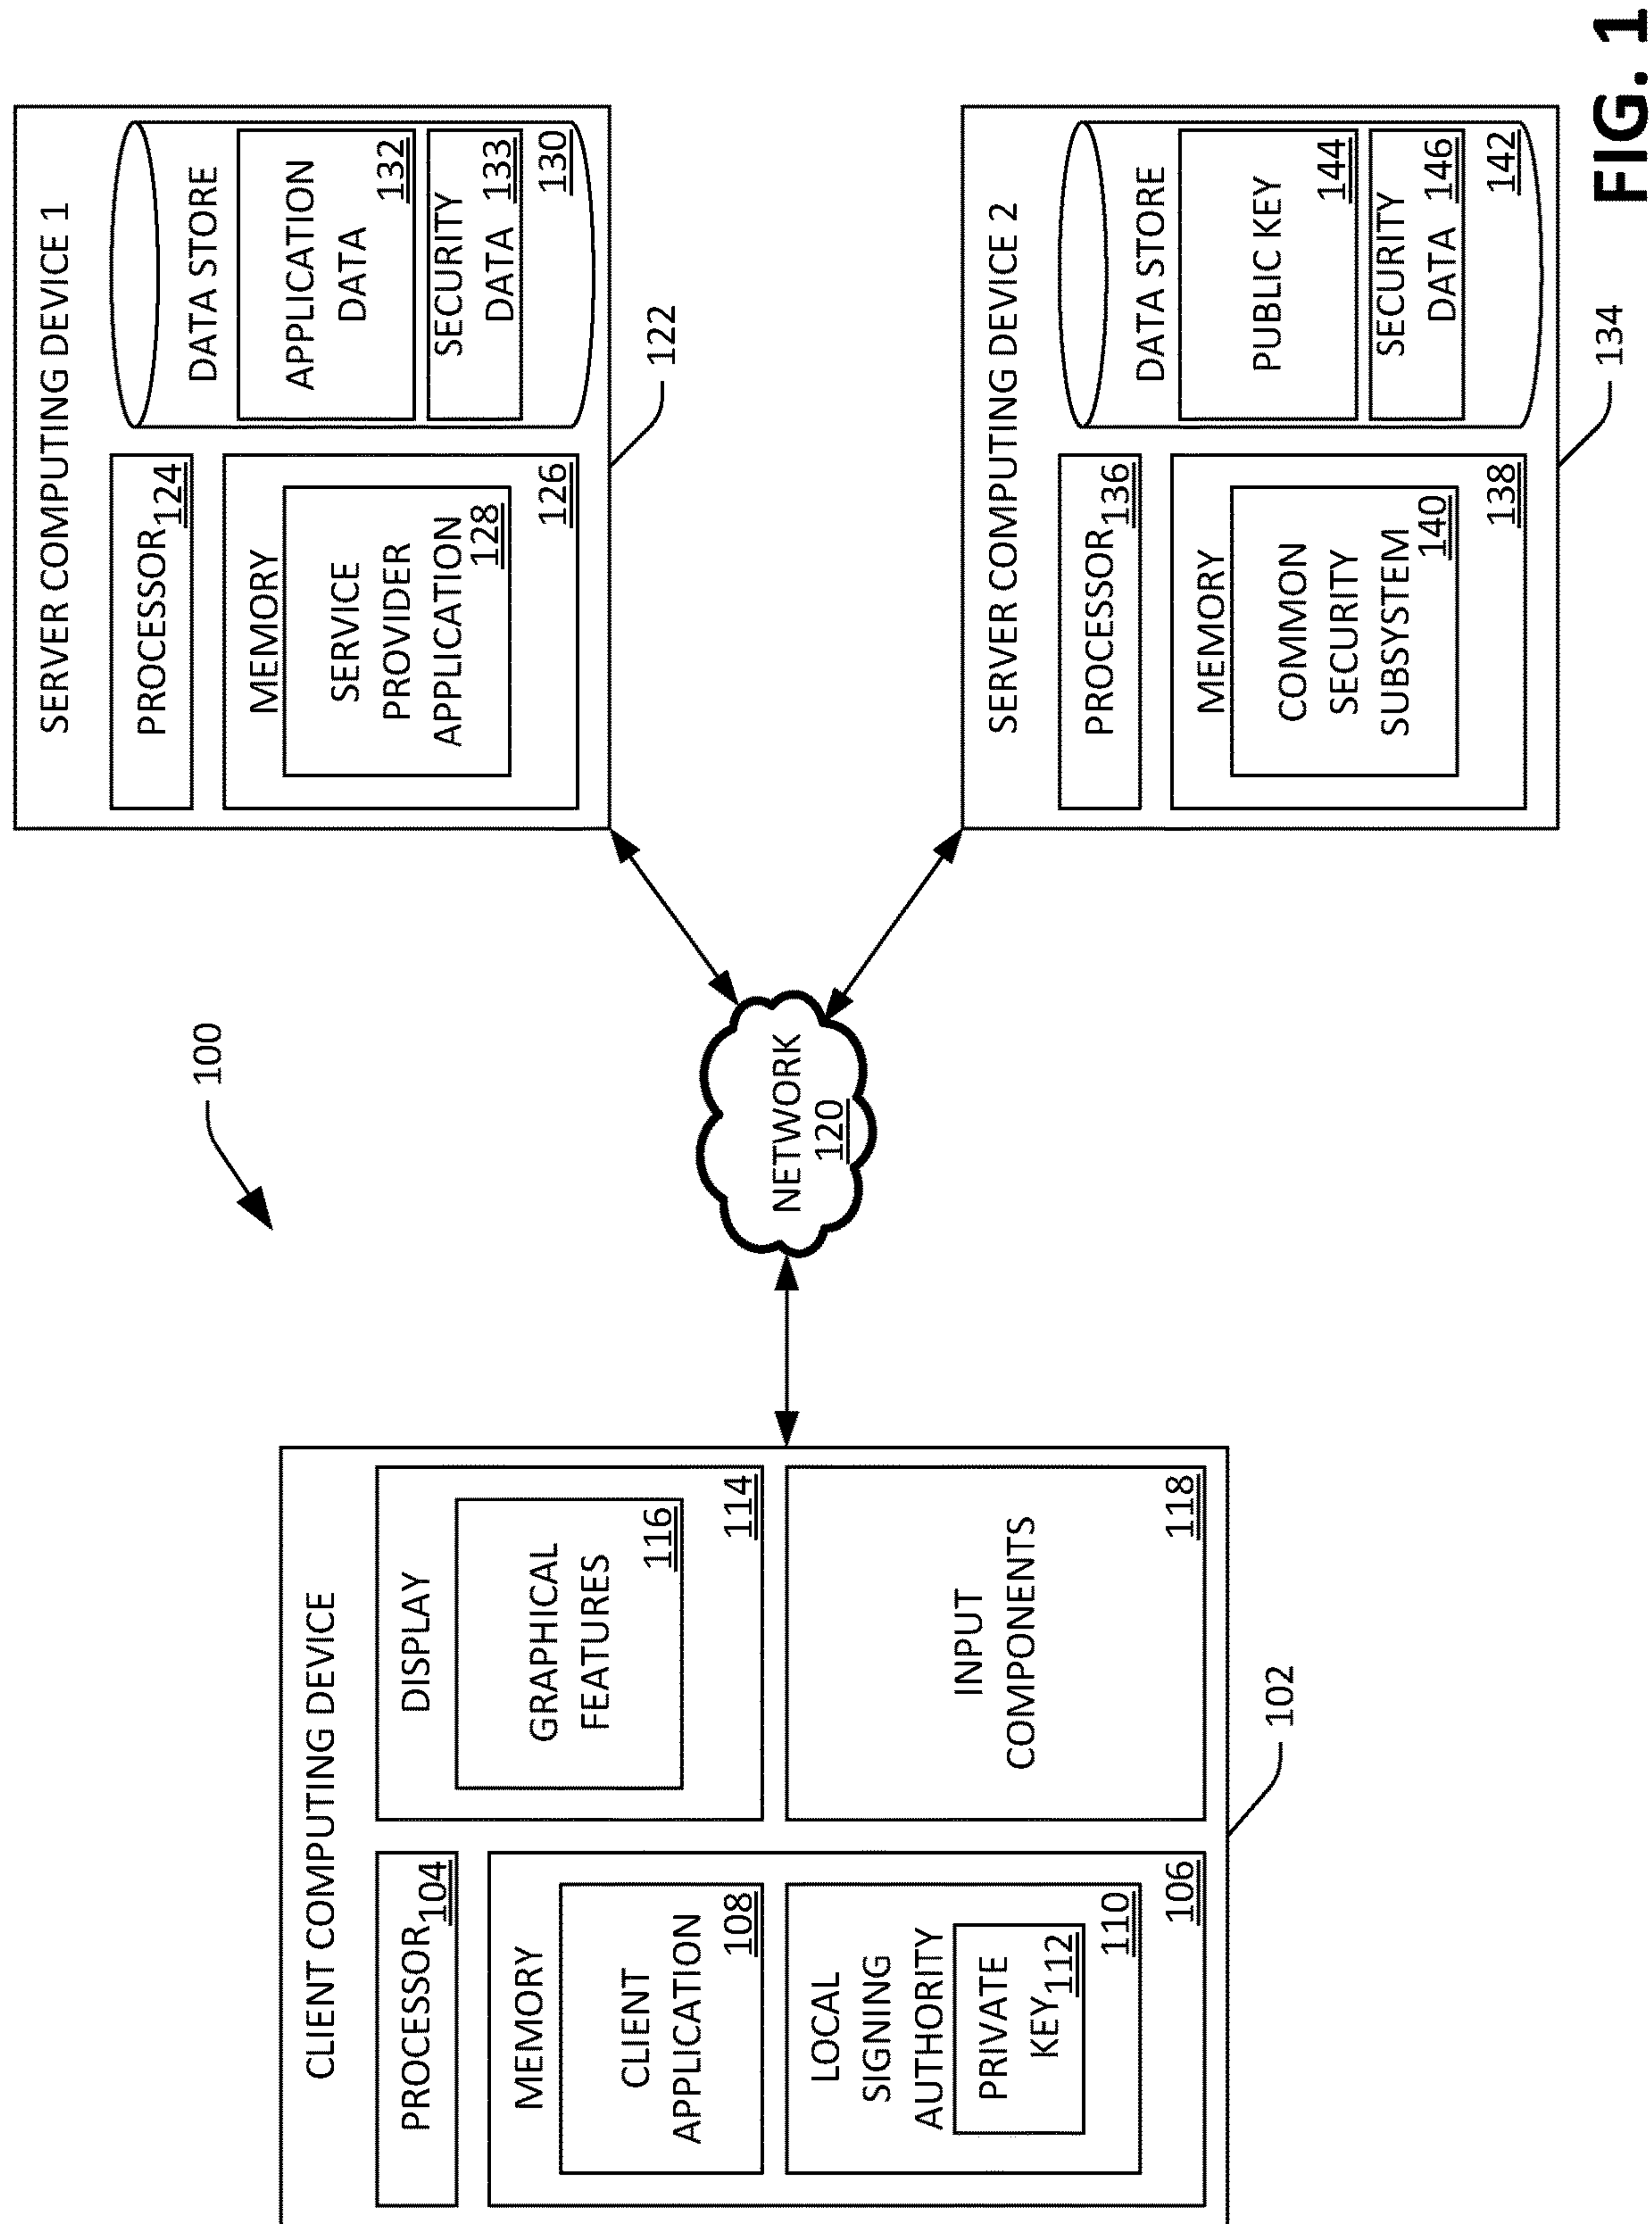 100
CLIENT COMPUTING DEVICE
PROCESSOR 104
MEMORY
CLIENT
APPLICATION
108
LOCAL
SIGNING
AUTHORITY
PRIVATE
KEY 112
110
106
DISPLAY
GRAPHICAL
FEATURES
116
114
INPUT
COMPONENTS
118
102
NETWORK
120
SERVER COMPUTING DEVICE 1
PROCESSOR 124
MEMORY
SERVICE
PROVIDER
APPLICATION
128
126
DATA STORE
APPLICATION
DATA
132
SECURITY
DATA 133
130
122
SERVER COMPUTING DEVICE 2
PROCESSOR 136
MEMORY
COMMON
SECURITY
SUBSYSTEM
140
138
DATA STORE
PUBLIC KEY
144
SECURITY
DATA 146
142
134
FIG. 1